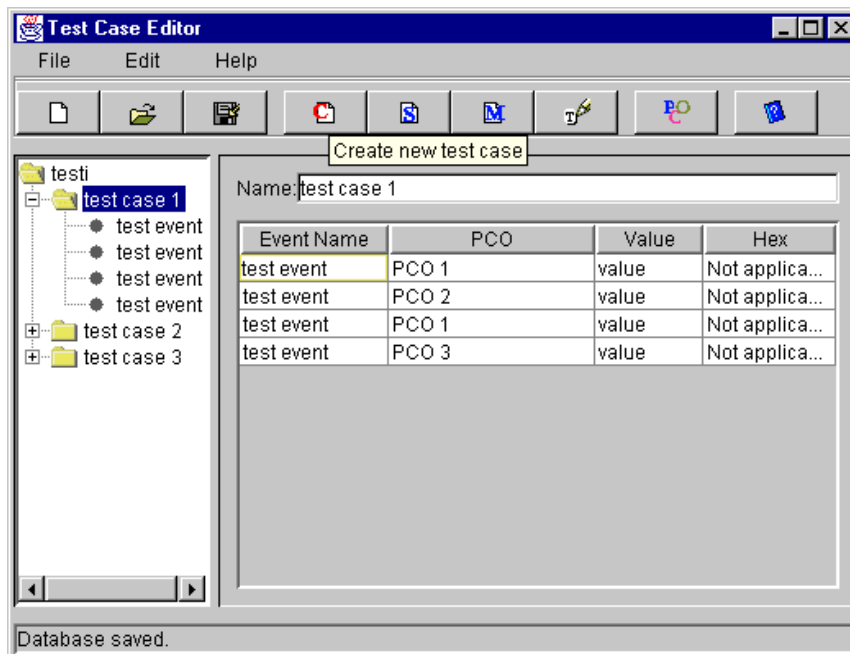 Test Case Editor
File Edit Help
C S M T PCO ?
Create new test case
testi
test case 1
test event
test event
test event
test event
test case 2
test case 3
Name: test case 1
Event Name PCO Value Hex
test event PCO 1 value Not applica...
test event PCO 2 value Not applica...
test event PCO 1 value Not applica...
test event PCO 3 value Not applica...
Database saved.